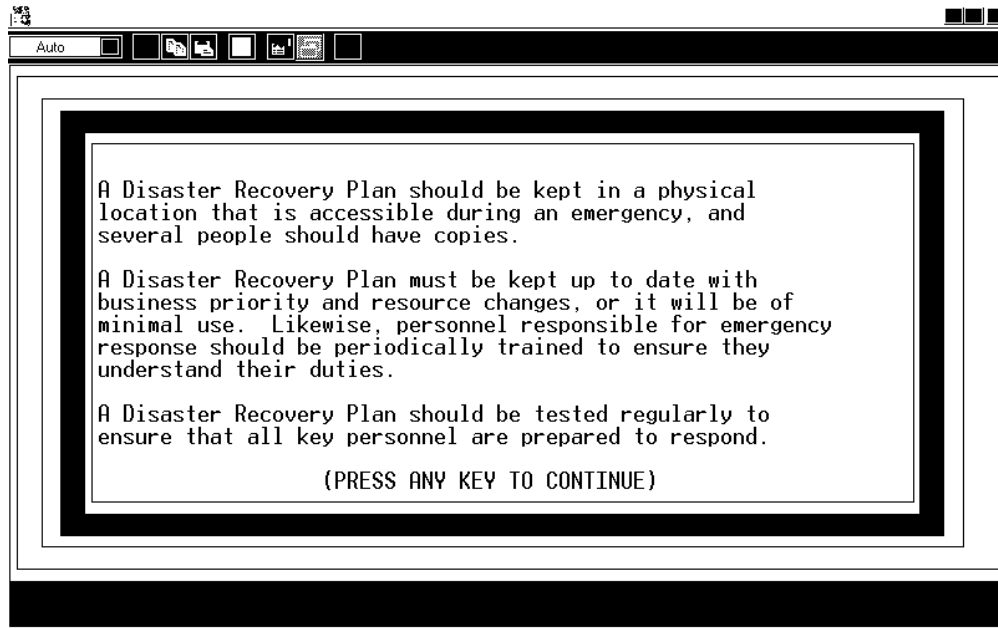 Auto
A Disaster Recovery Plan should be kept in a physical
location that is accessible during an emergency, and
several people should have copies.
A Disaster Recovery Plan must be kept up to date with
business priority and resource changes, or it will be of
minimal use.  Likewise, personnel responsible for emergency
response should be periodically trained to ensure they
understand their duties.
A Disaster Recovery Plan should be tested regularly to
ensure that all key personnel are prepared to respond.
(PRESS ANY KEY TO CONTINUE)